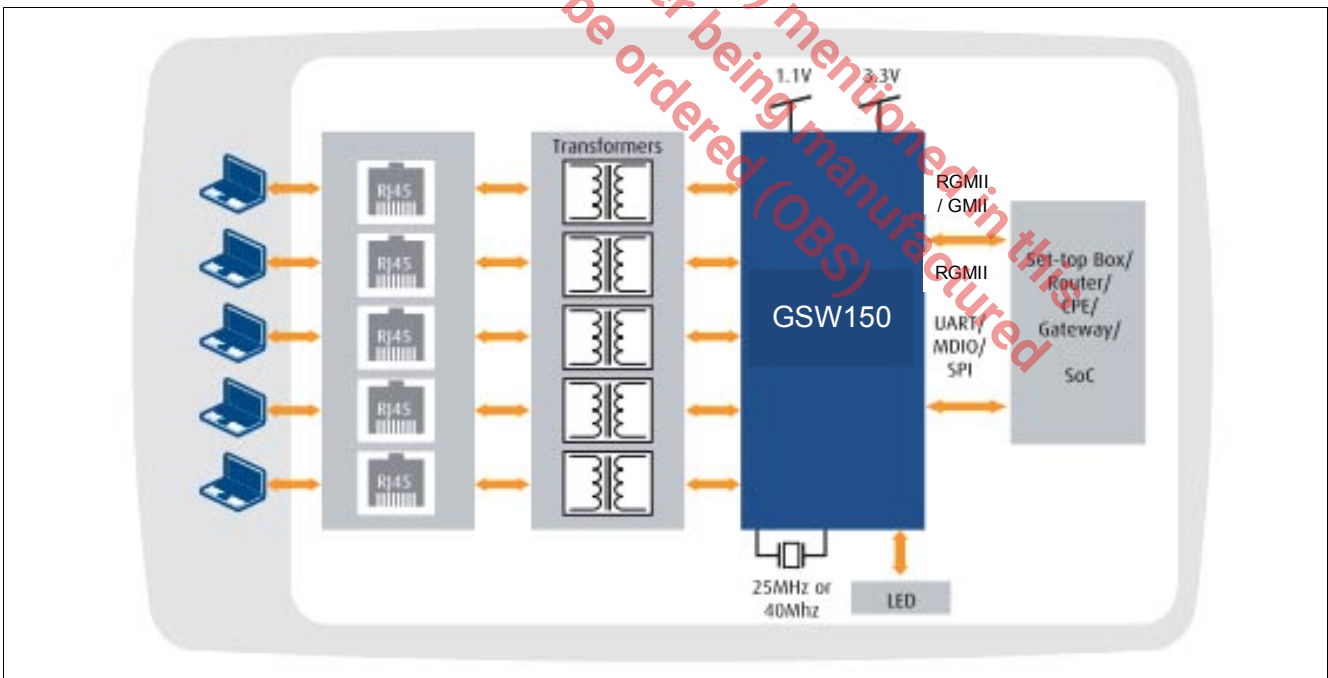 ) mentioned in this
er being manufactured
be ordered (OBS)
1.1V
3.3V
Transformers
RJ45
RJ45
RJ45
RJ45
RJ45
GSW150
RGMII
/ GMII
RGMII
UART/
MDIO/
SPI
Set-top Box/
Router/
CPE/
Gateway/
SoC
25MHz or
40Mhz
LED